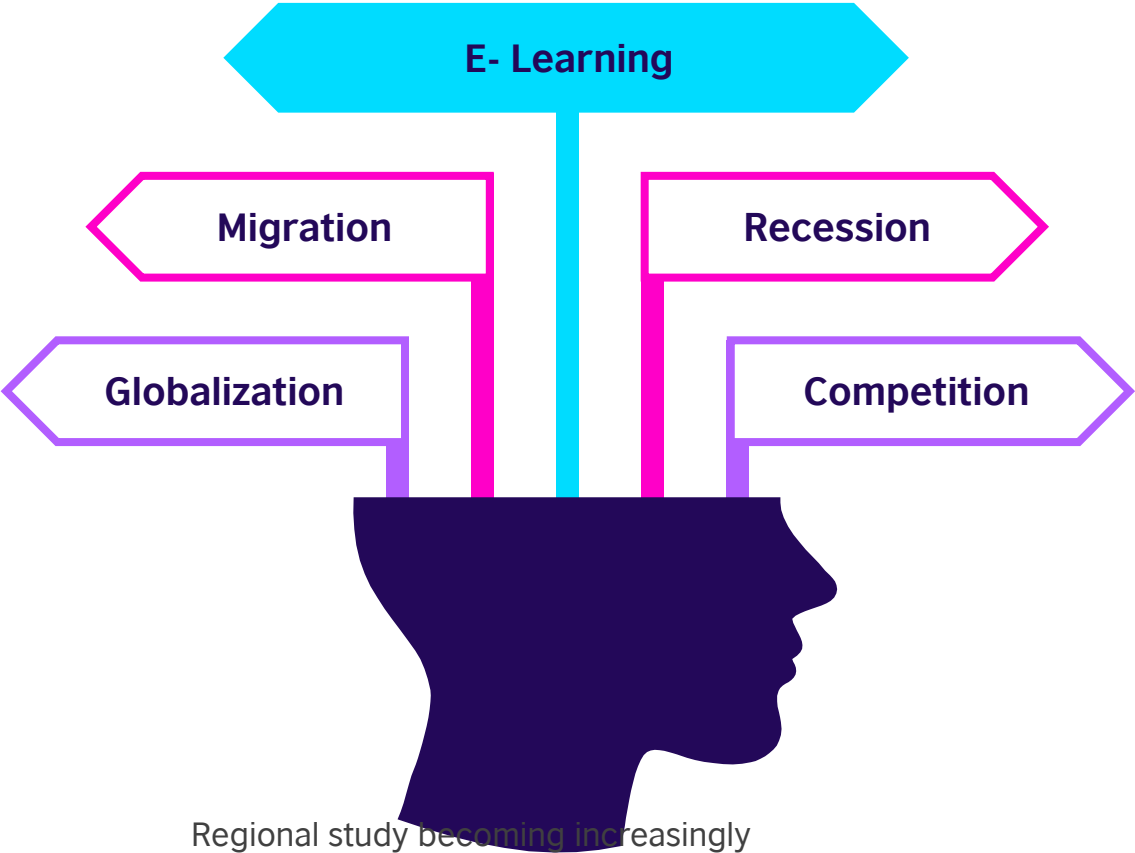 E- Learning
Migration
Recession
Globalization
Competition
Regional study becoming increasingly